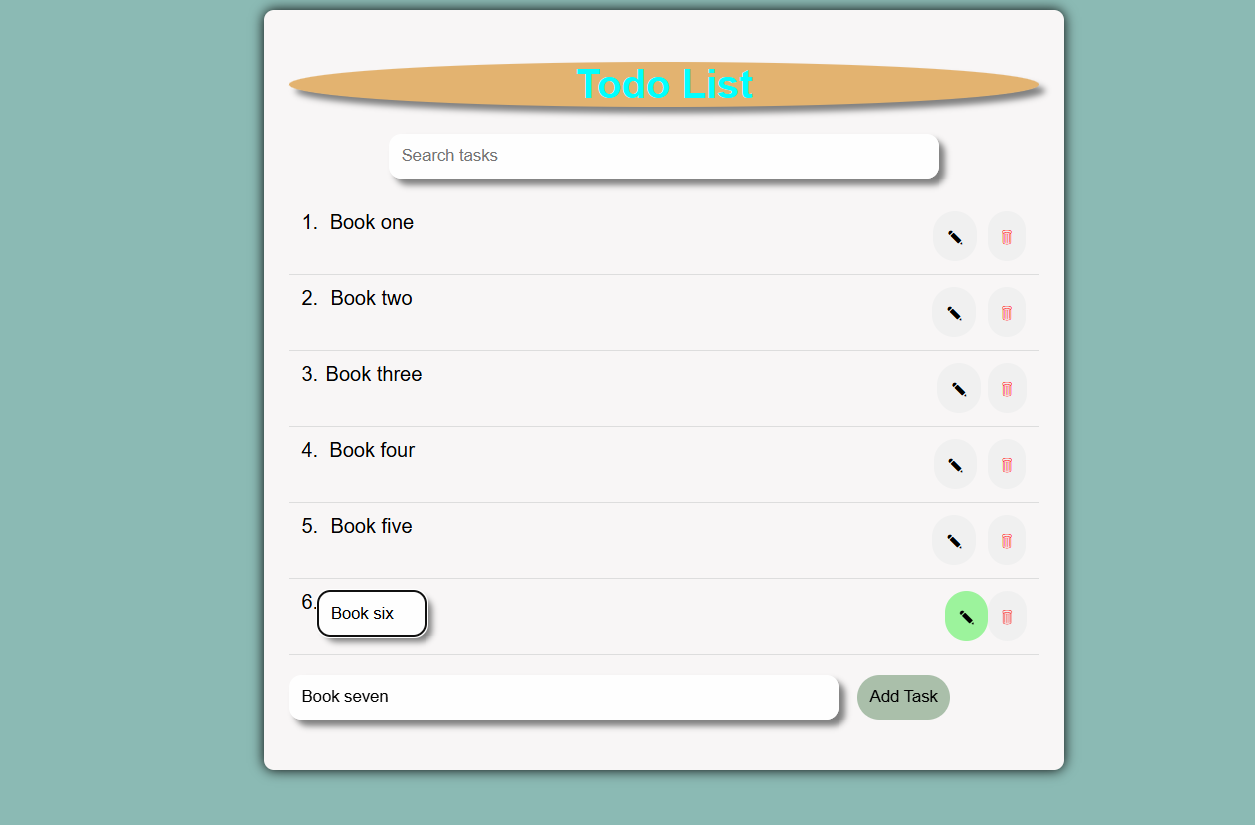 Todo List
Search tasks
1. Book one
2. Book two
3. Book three
4. Book four
5. Book five
6. Book six
Book seven Add Task